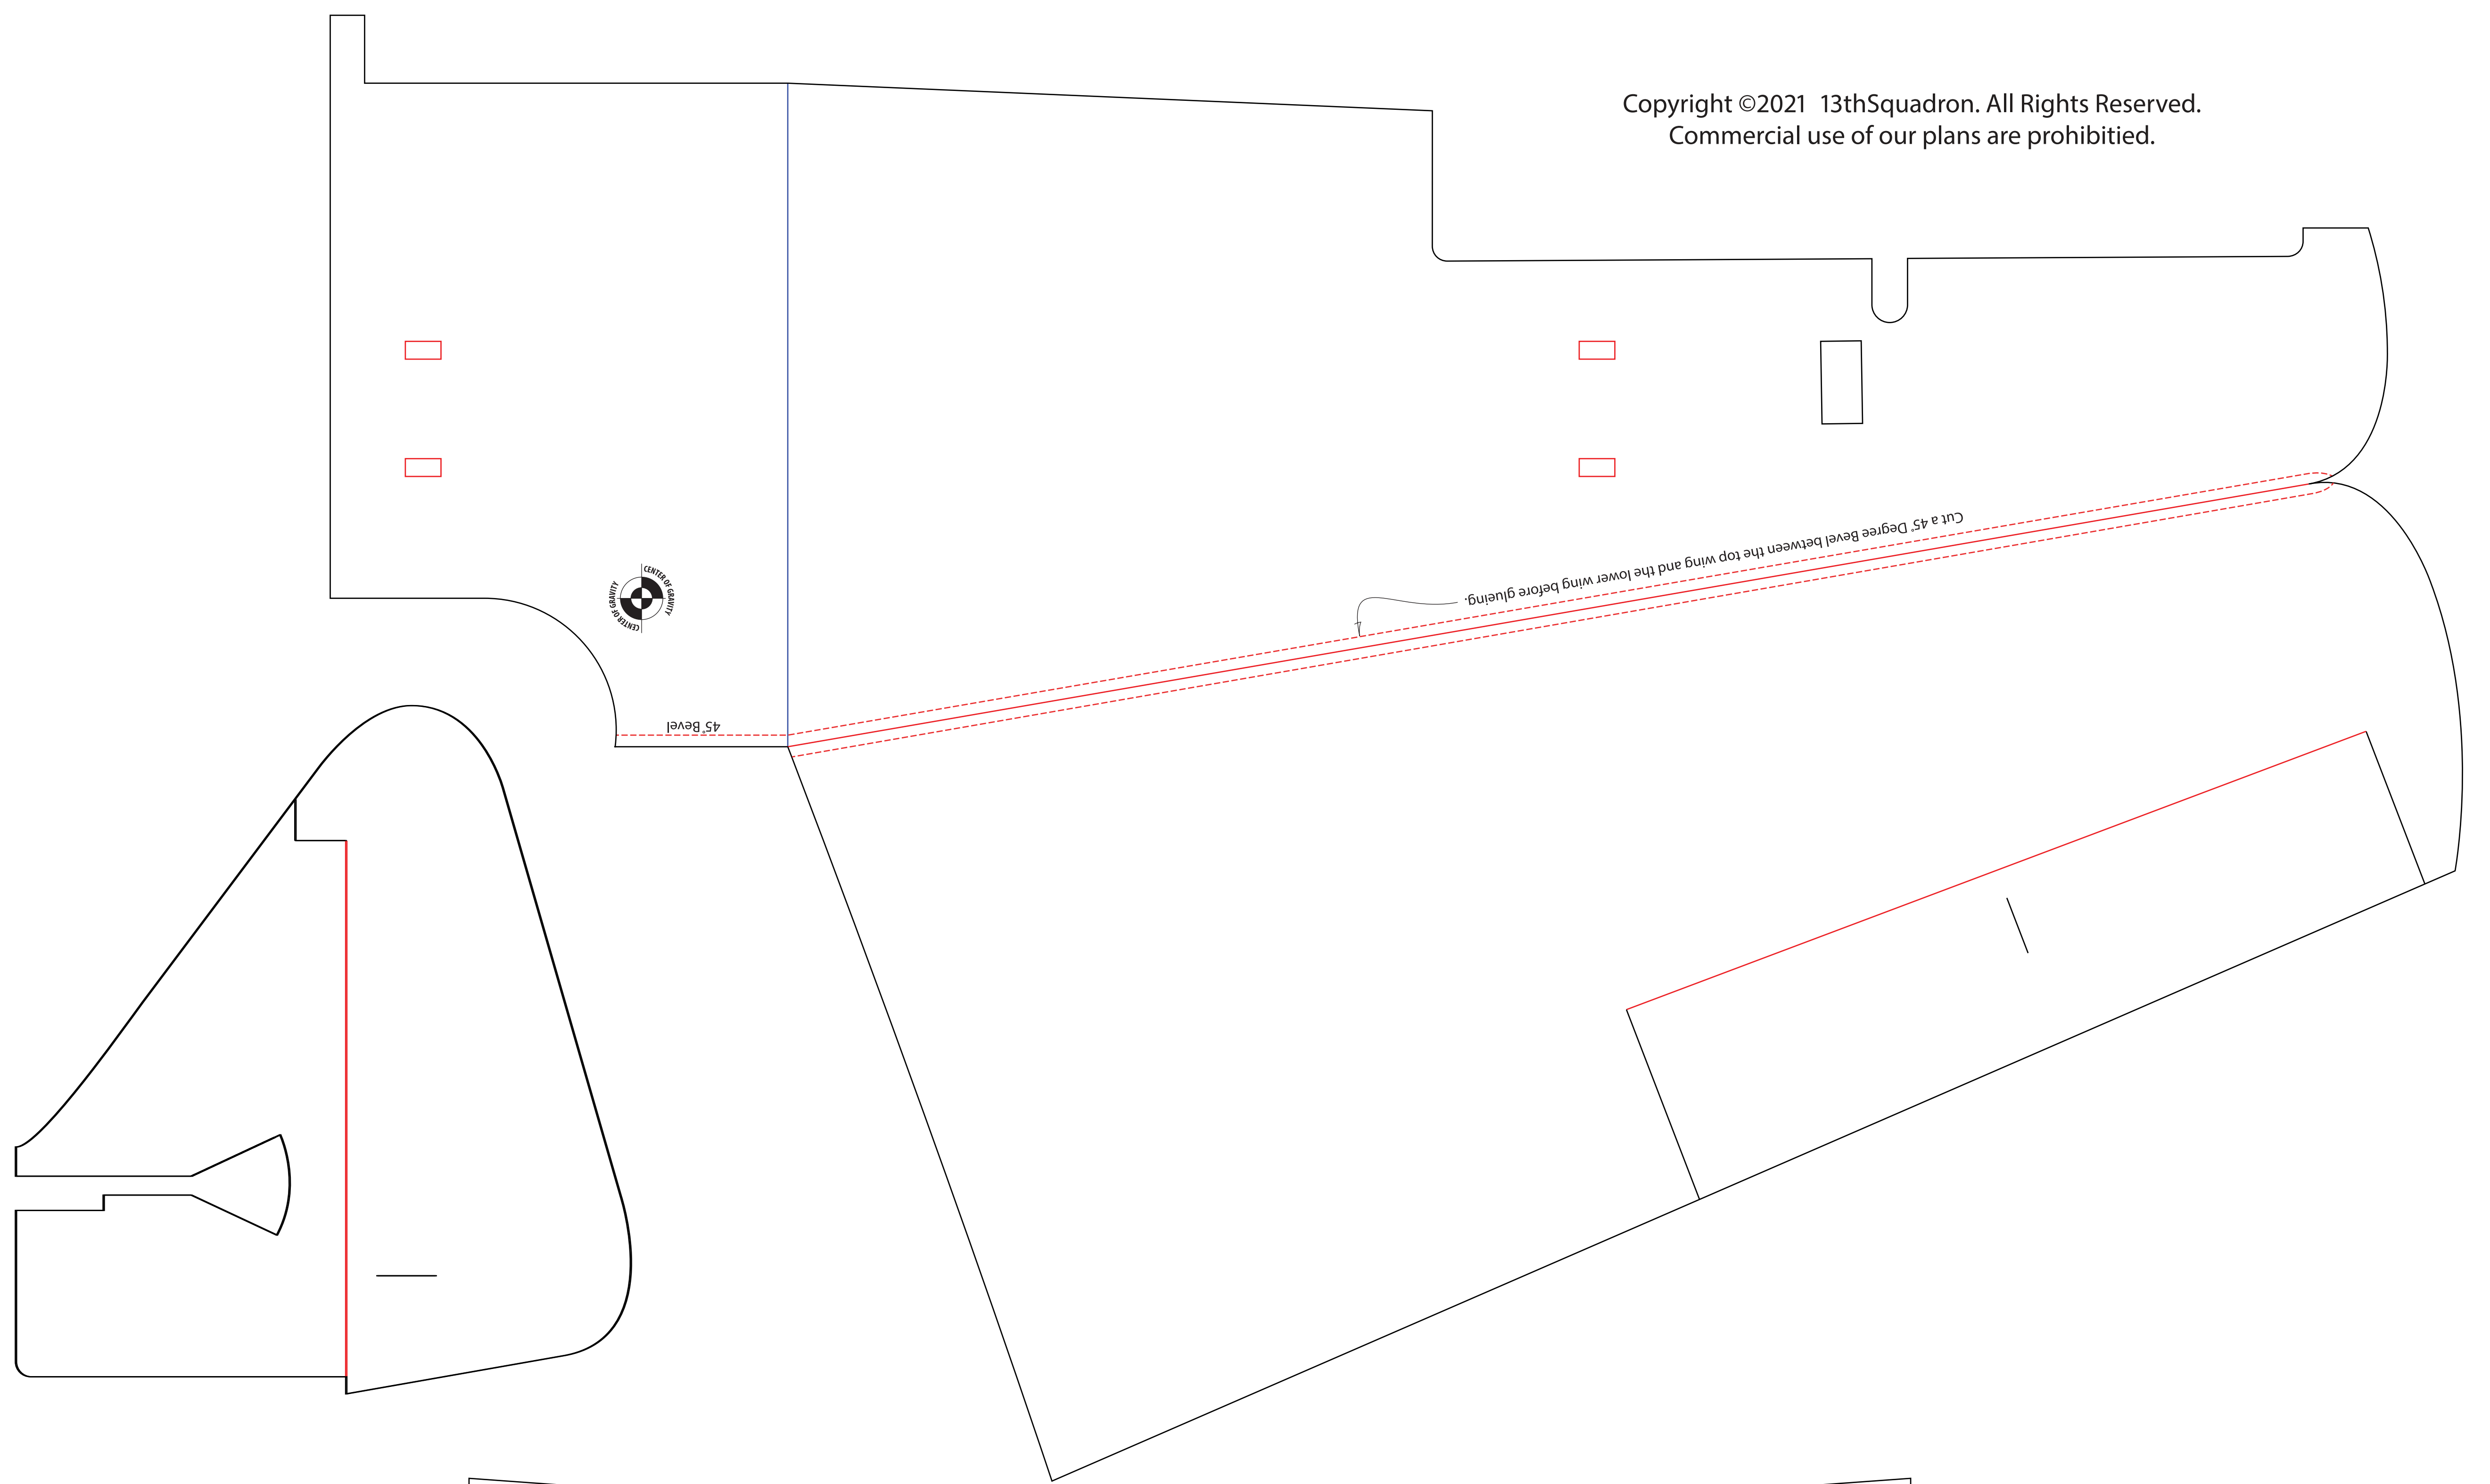 Copyright ©2021 13thSquadron. All Rights Reserved.
Commercial use of our plans are prohibitied.
Cut a 45˚ Degree Bevel between the top wing and the lower wing before glueing.
CENTER OF GRAVITY
CENTER OF GRAVITY
45˚Bevel